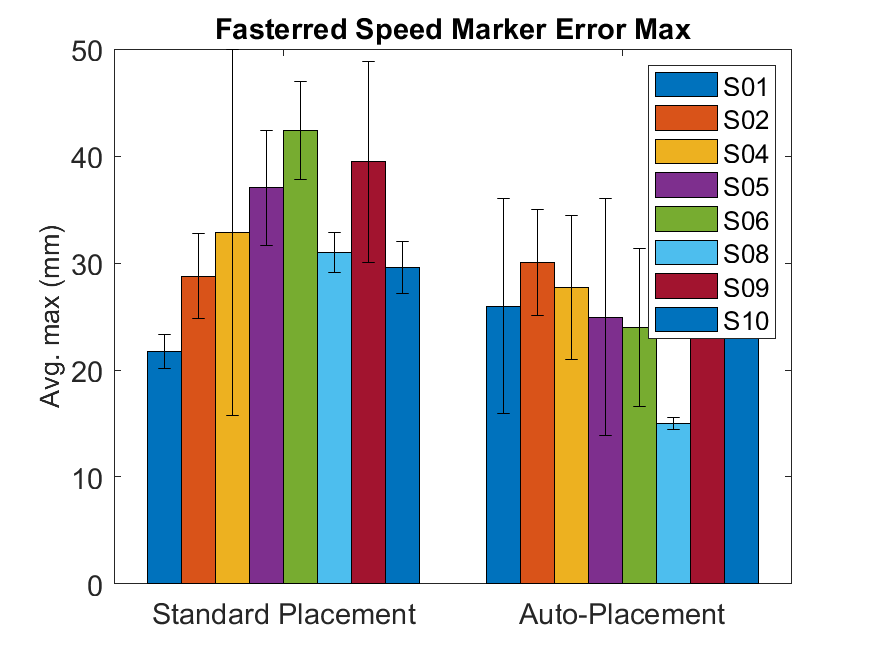 Fasterred Speed Marker Error Max
50
40
30
20
10
0
Avg. max (mm)
S01
S02
S04
S05
S06
S08
S09
S10
Standard Placement
Auto-Placement